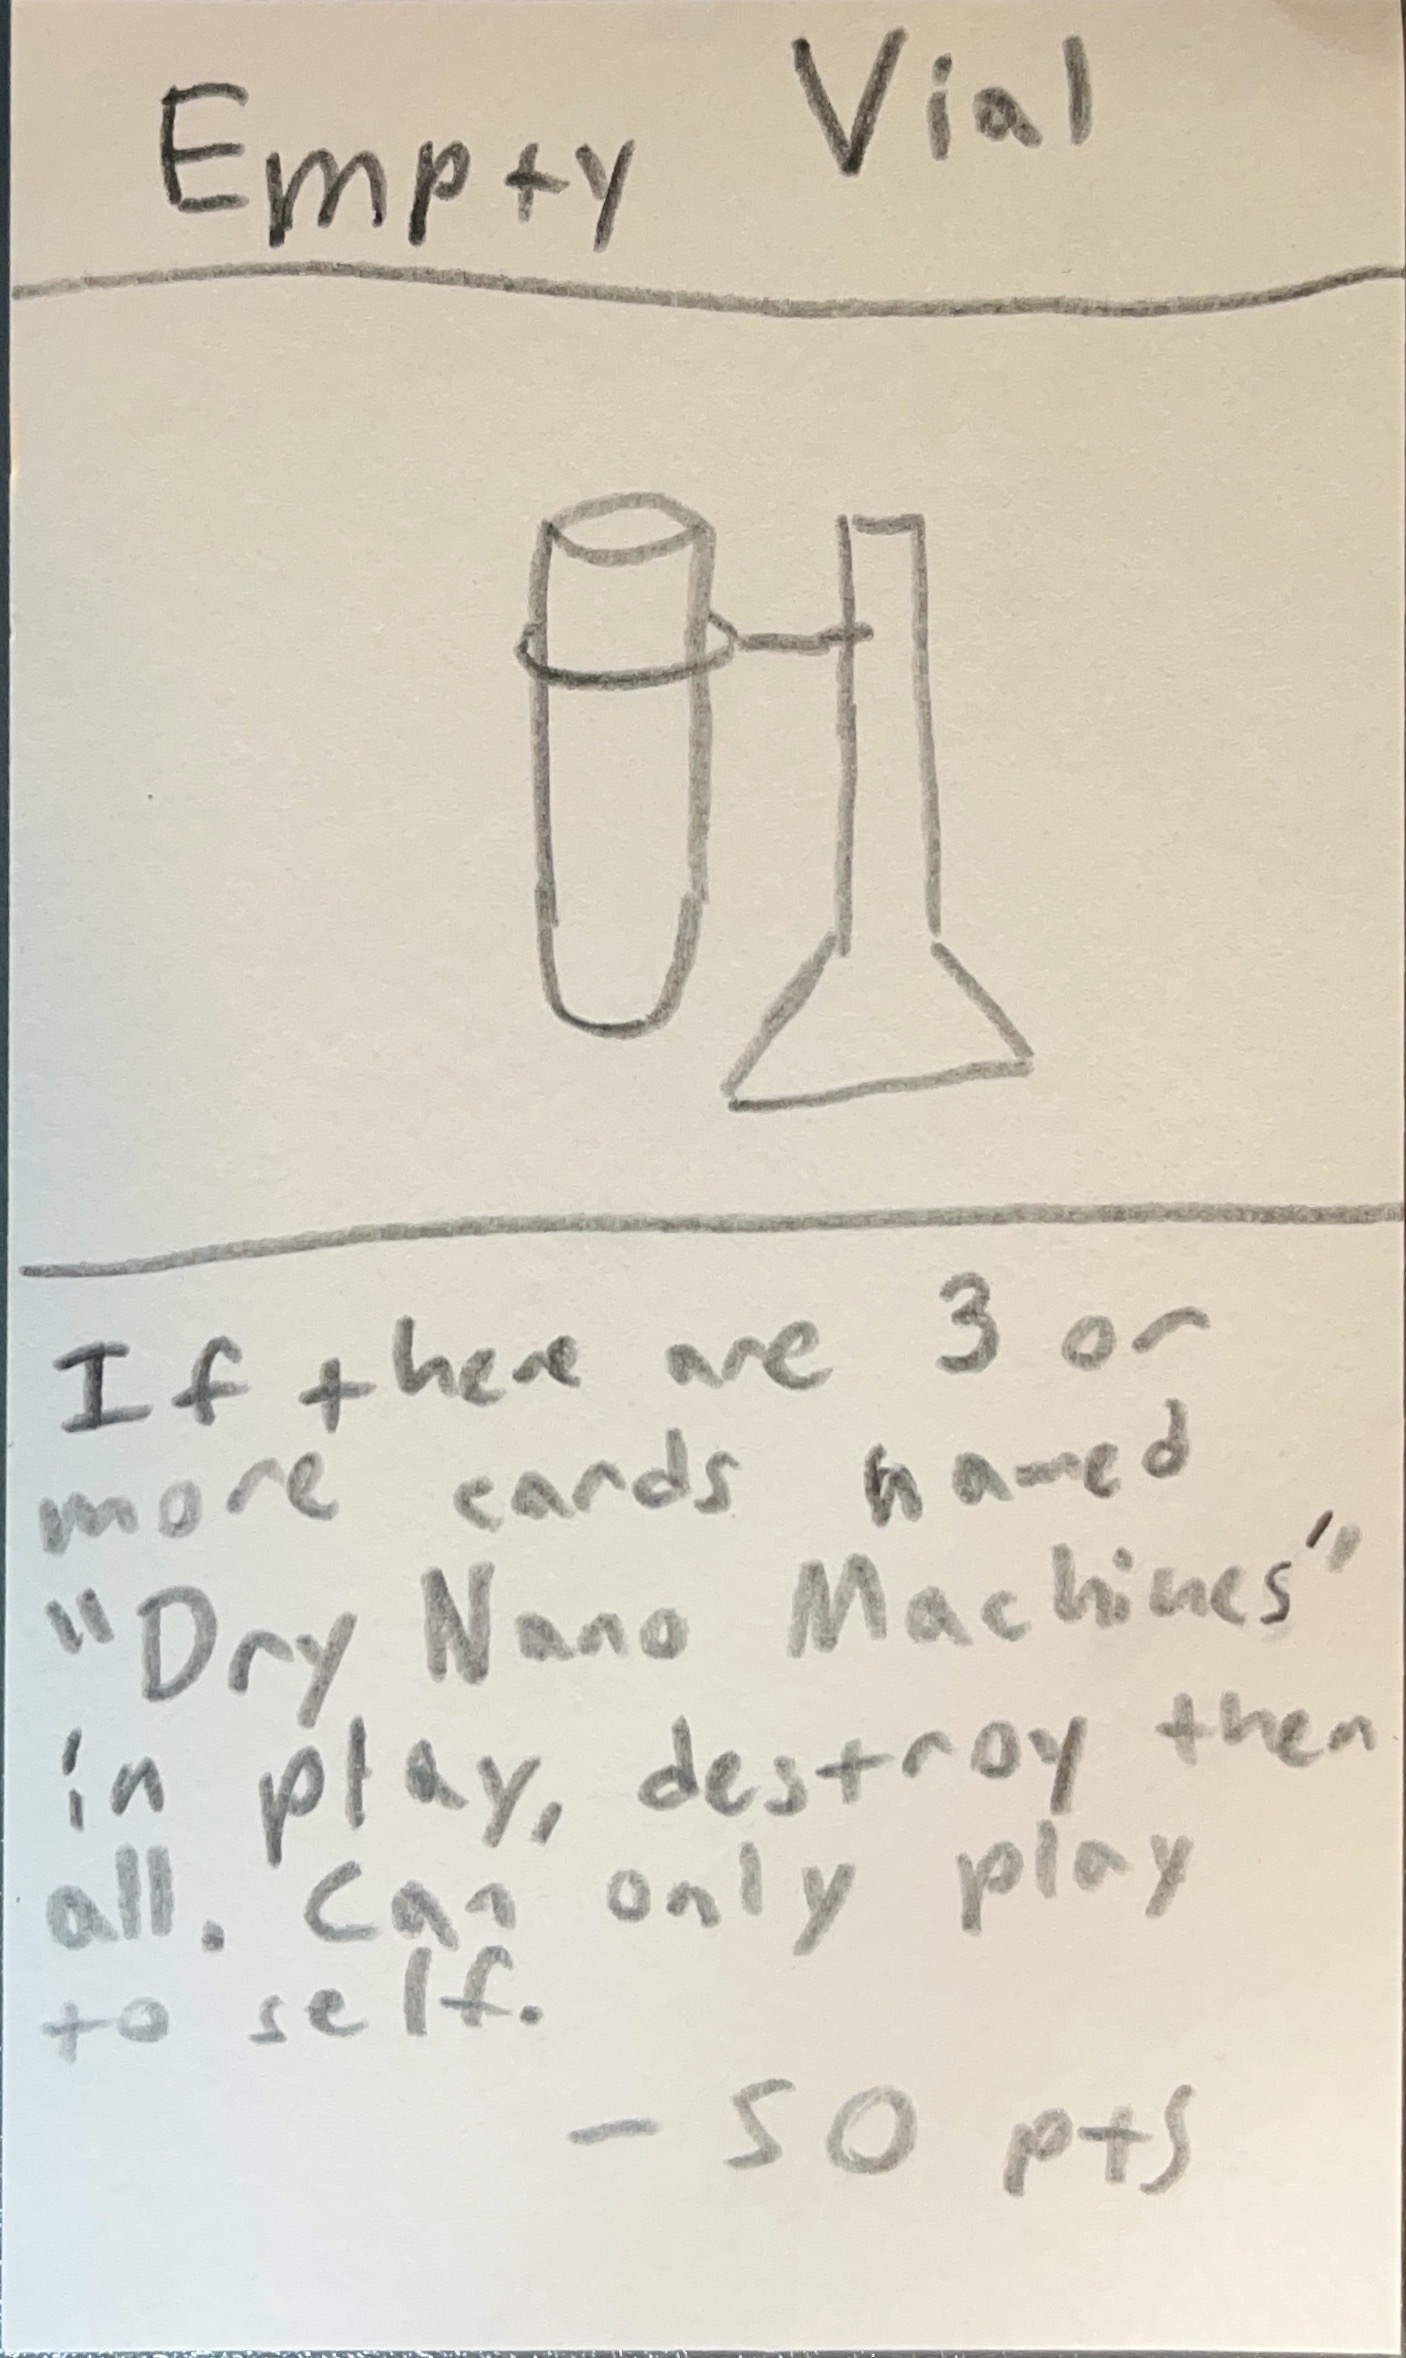 Empty Vial
If there are 3 or
more cards named
"Dry Nano Machines"
in play, destroy them
all. Can only play
to self.
- 50 pts